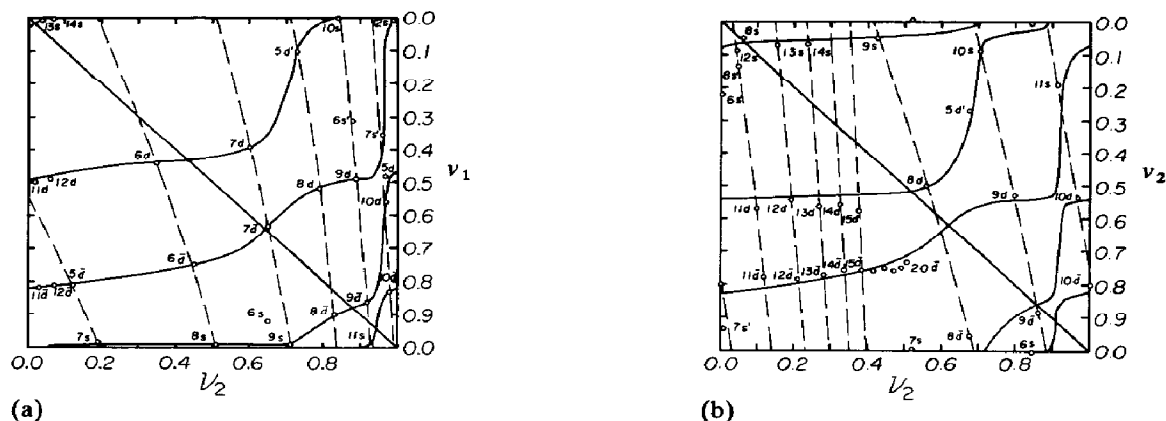 13s 14s
10s
12s
0.0
5d'
0.1
0.2
6s'
0.3
7s'
6d
7d
0.4
ν1
11d 12d
8d
9d
5d
0.5
10d
0.6
7d̄
6d̄
0.7
11d̄ 12d̄ 5d̄
10d̄
0.8
6s
8d̄
9d̄
0.9
7s
8s
9s
11s
0.0
0.0 0.2 0.4 0.6 0.8
ν2
(a)
8s
12s
13s
14s
9s
10s
0.0
0.1
8s'
6s
11s
0.2
5d'
0.3
0.4
8d
9d
10d
0.5
11d
12d
13d
14d
15d
0.6
0.7
11d̄
12d̄
13d̄
14d̄
15d̄
20d̄
10d̄
0.8
7s'
8d̄
9d̄
0.9
7s
6s
0.0
0.0 0.2 0.4 0.6 0.8
ν2
ν2
(b)